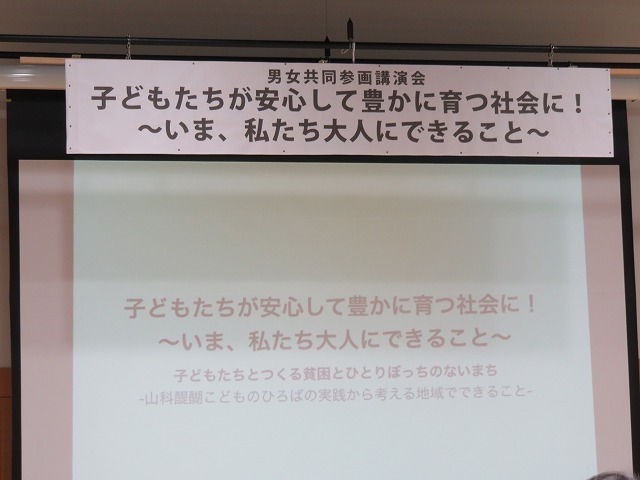 男女共同参画講演会
子どもたちが安心して豊かに育つ社会に！
～いま、私たち大人にできること～
子どもたちが安心して豊かに育つ社会に！
～いま、私たち大人にできること～
子どもたちとつくる貧困とひとりぼっちのないまち
-山科醍醐こどものひろばの実践から考える地域でできること-